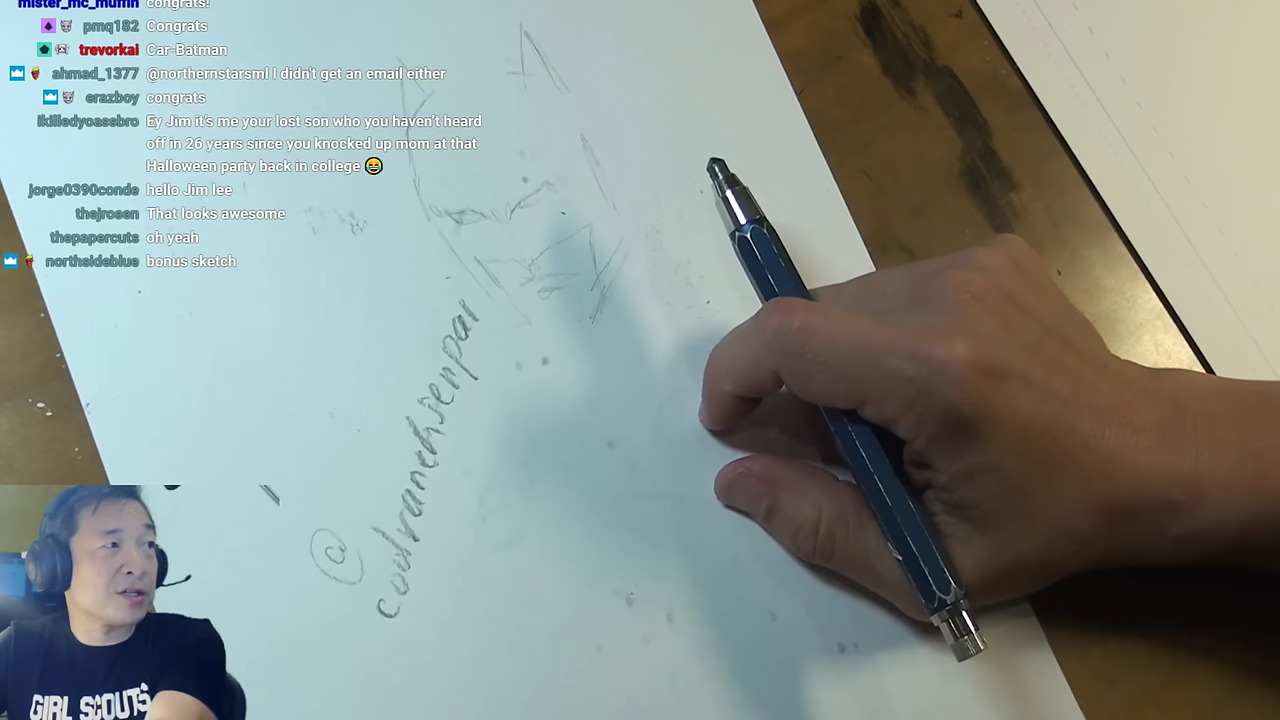 mister_mc_muffin congrats!
pmq182 Congrats
trevorkai Car-Batman
ahmad_1377 @northernstarsml I didn't get an email either
erazboy congrats
ikilledyoassbro Ey Jim it's me your lost son who you haven't heard
off in 26 years since you knocked up mom at that
Halloween party back in college 😂
jorge0390conde hello Jim lee
thejrosen That looks awesome
thepapercuts oh yeah
northsideblue bonus sketch
@
coolranchsenpai
GIRL SCOUTS